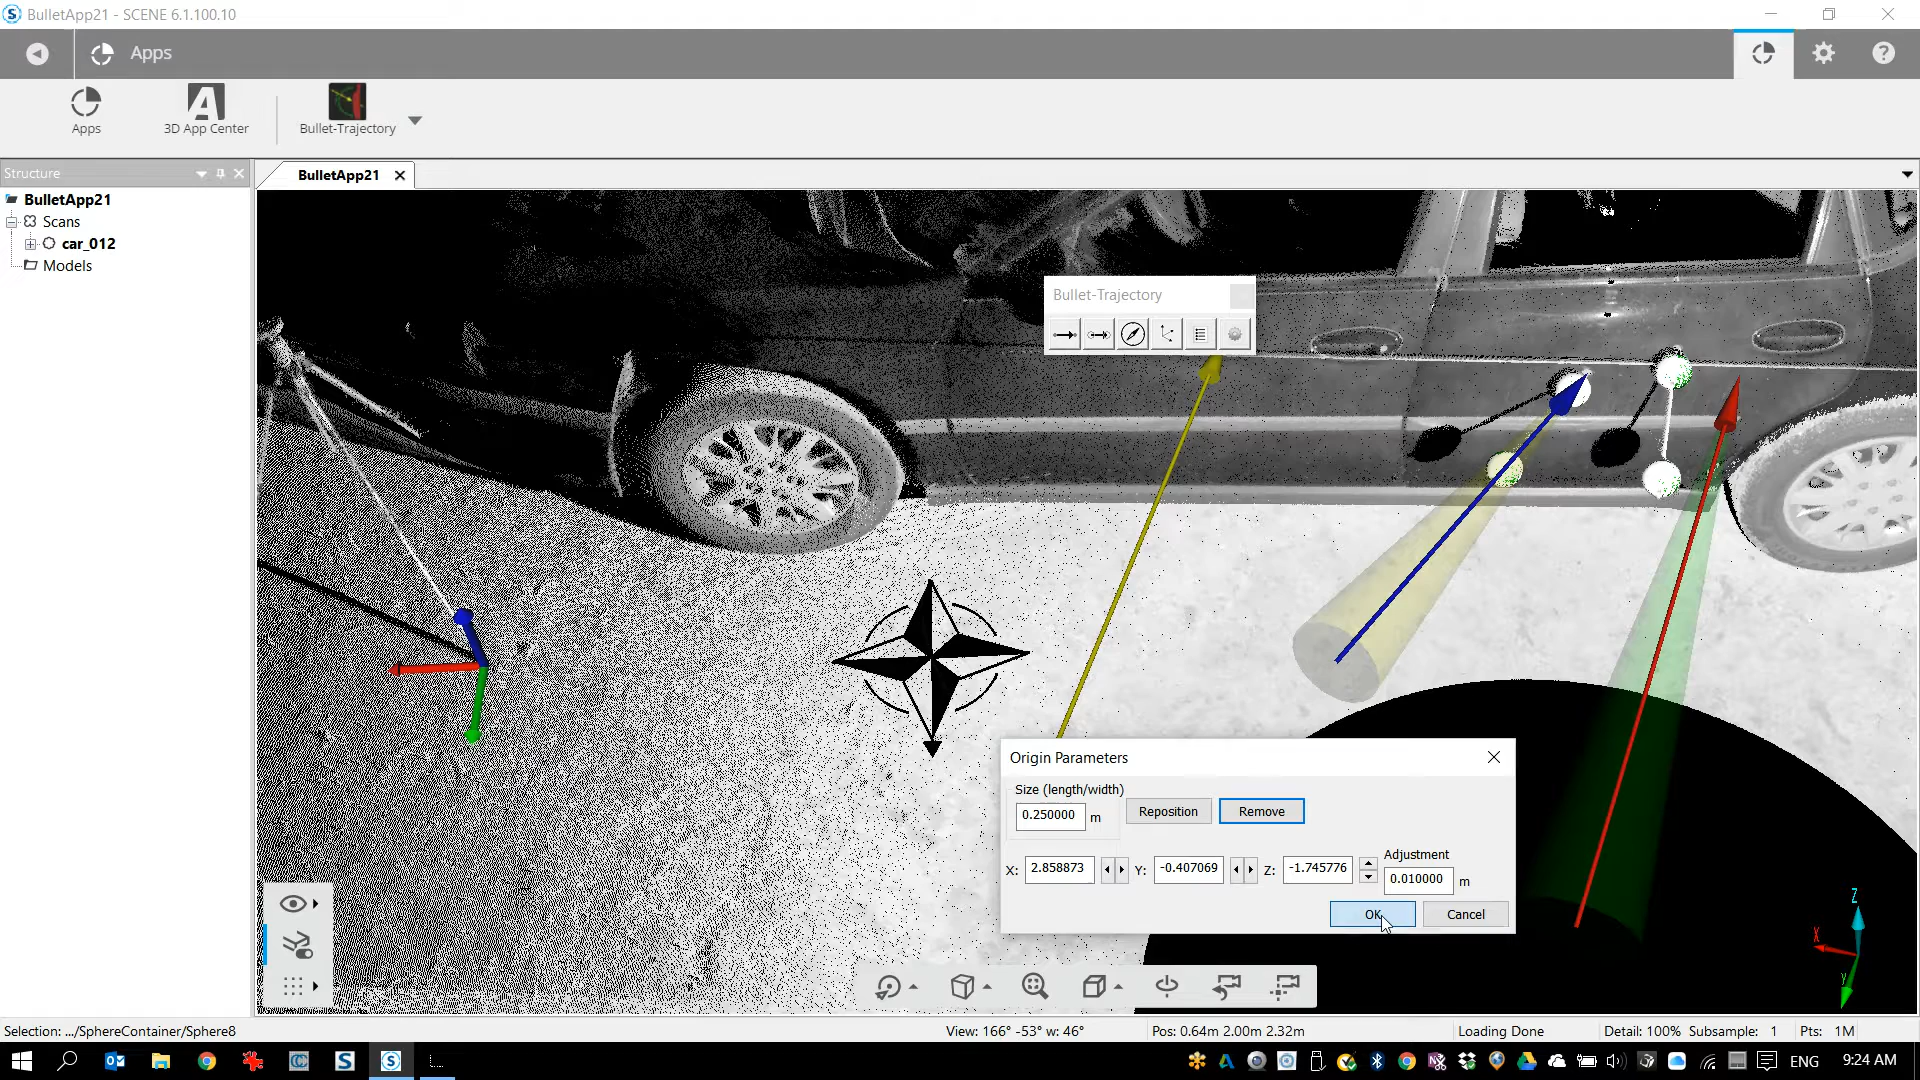 BulletApp21 - SCENE 6.1.100.10
Apps
Apps
3D App Center
Bullet-Trajectory
Structure
BulletApp21
Scans
car_012
Models
BulletApp21
Bullet-Trajectory
Origin Parameters
Size (length/width)
0.250000 m
Reposition
Remove
X: 2.858873
Y: -0.407069
Z: -1.745776
Adjustment
0.010000 m
OK
Cancel
Z
X
y
Selection: .../SphereContainer/Sphere8
View: 166° -53° w: 46°
Pos: 0.64m 2.00m 2.32m
Loading Done
Detail: 100% Subsample: 1 Pts: 1M
ENG
9:24 AM